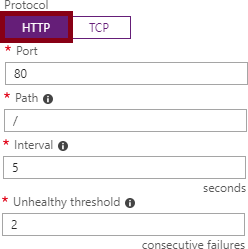 Protocol
HTTP TCP
* Port
80
* Path
/
* Interval
5
seconds
* Unhealthy threshold
2
consecutive failures